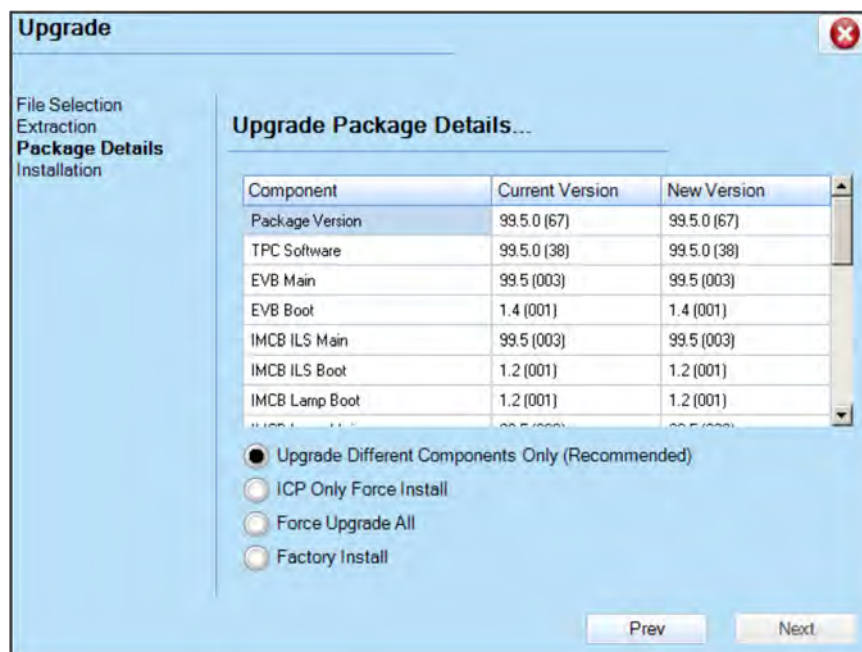 Upgrade
File Selection
Extraction
Package Details
Installation
Upgrade Package Details...
Component Current Version New Version
Package Version 99.5.0 (67) 99.5.0 (67)
TPC Software 99.5.0 (38) 99.5.0 (38)
EVB Main 99.5 (003) 99.5 (003)
EVB Boot 1.4 (001) 1.4 (001)
IMCB ILS Main 99.5 (003) 99.5 (003)
IMCB ILS Boot 1.2 (001) 1.2 (001)
IMCB Lamp Boot 1.2 (001) 1.2 (001)
Upgrade Different Components Only (Recommended)
ICP Only Force Install
Force Upgrade All
Factory Install
Prev Next